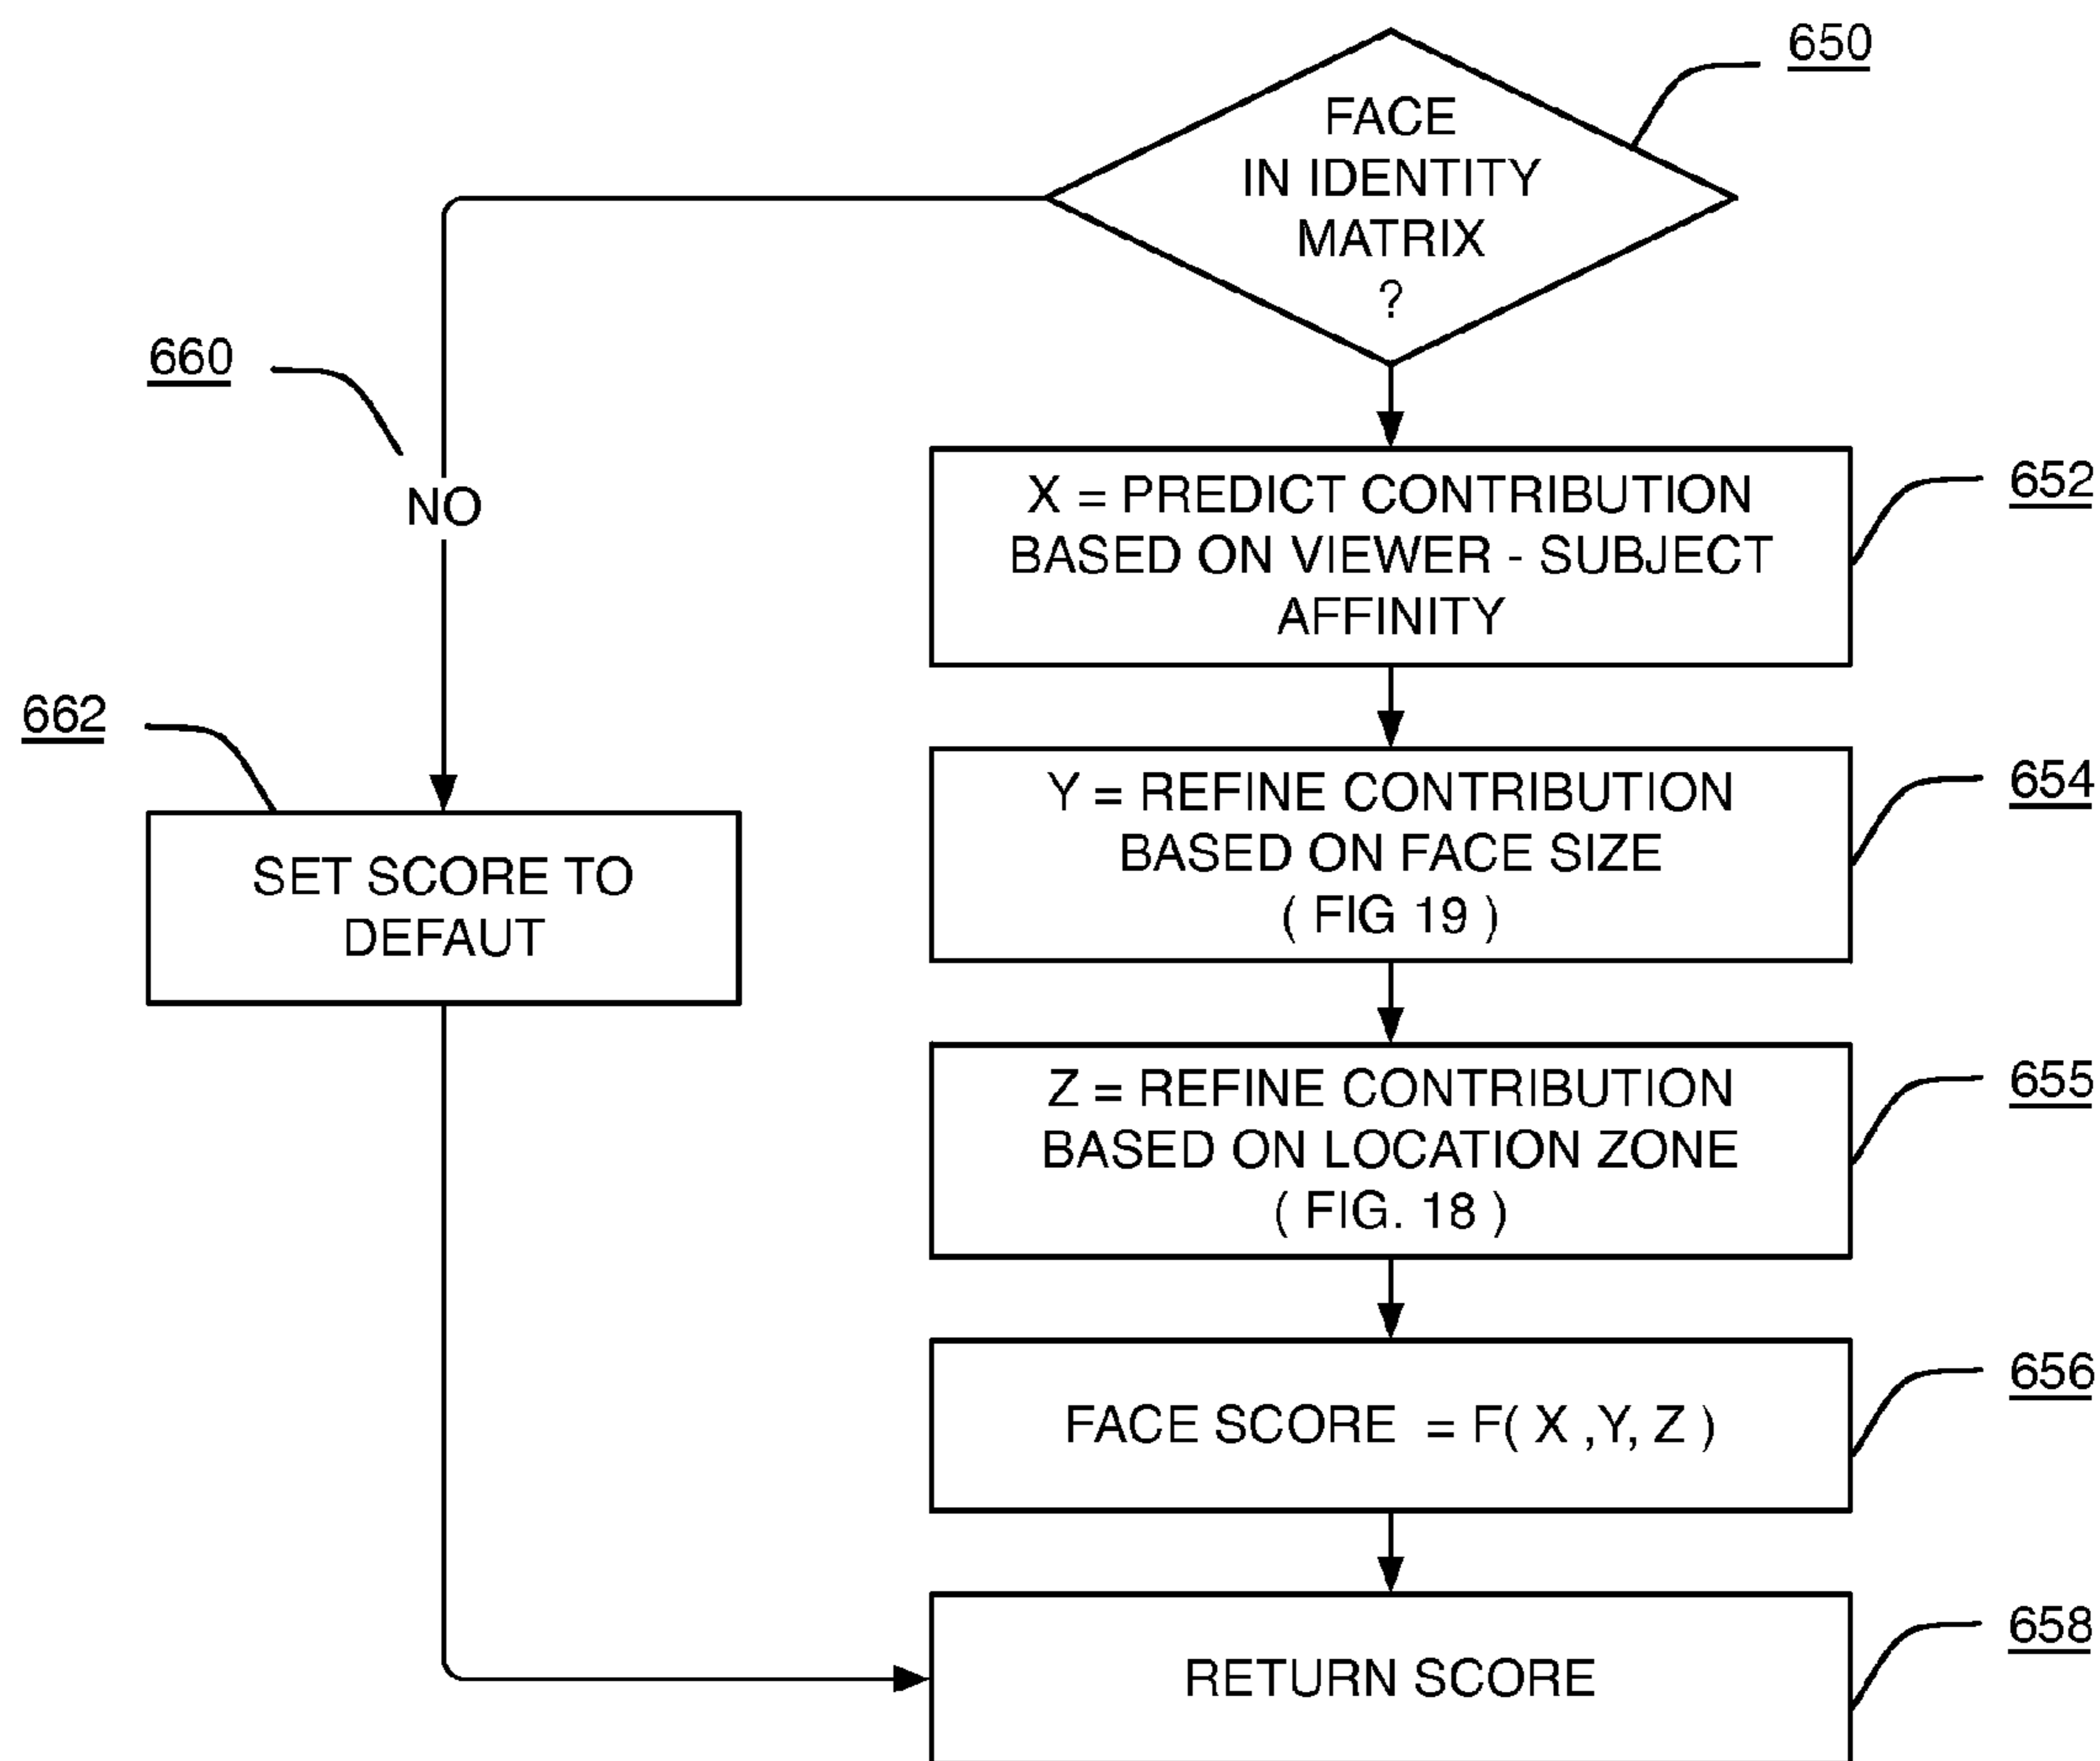 650
FACE
IN IDENTITY
MATRIX
?
660
NO
X = PREDICT CONTRIBUTION
BASED ON VIEWER - SUBJECT
AFFINITY
652
662
SET SCORE TO
DEFAUT
Y = REFINE CONTRIBUTION
BASED ON FACE SIZE
( FIG 19 )
654
Z = REFINE CONTRIBUTION
BASED ON LOCATION ZONE
( FIG. 18 )
655
FACE SCORE = F( X ,Y, Z )
656
RETURN SCORE
658